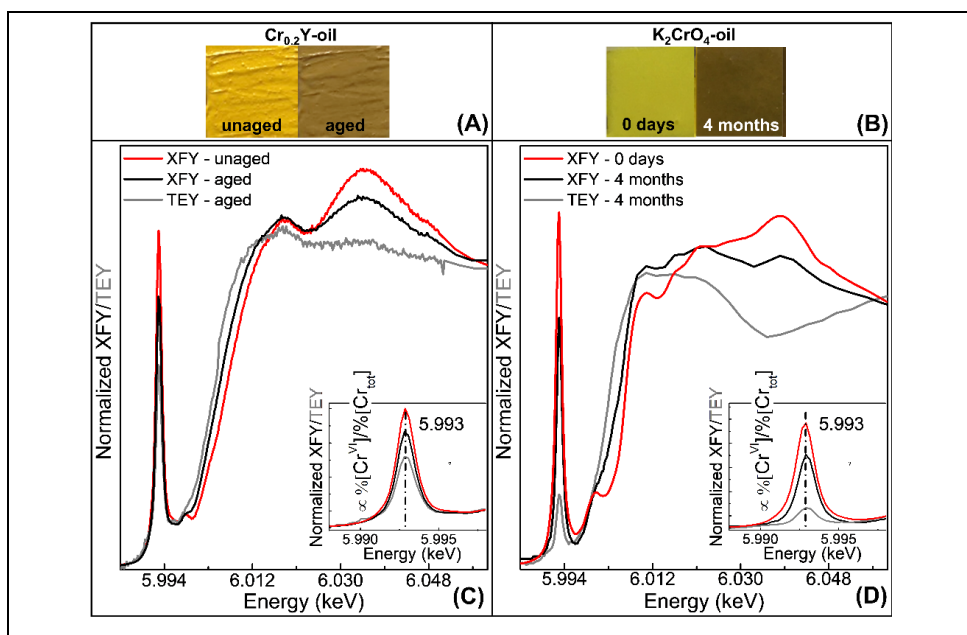 Cr₀.₂Y-oil
unaged
aged
(A)
K₂CrO₄-oil
0 days
4 months
(B)
XFY - unaged
XFY - aged
TEY - aged
Normalized XFY/TEY
5.994
6.012
6.030
6.048
Energy (keV)
(C)
Normalized XFY/TEY
∝ %[Crⱽᴵ]/%[Crₜₒₜ]
5.993
5.990
5.995
Energy (keV)
XFY - 0 days
XFY - 4 months
TEY - 4 months
Normalized XFY/TEY
5.994
6.012
6.030
6.048
Energy (keV)
(D)
Normalized XFY/TEY
∝ %[Crⱽᴵ]/%[Crₜₒₜ]
5.993
5.990
5.995
Energy (keV)